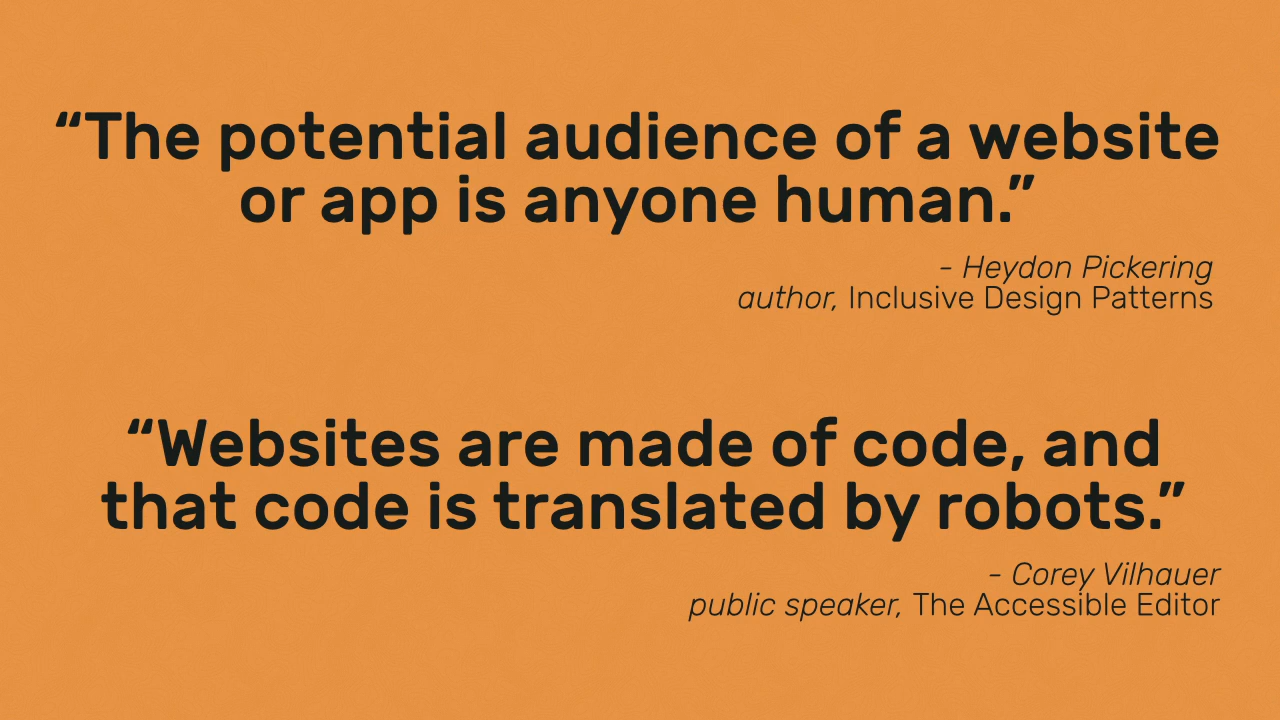 “The potential audience of a website
or app is anyone human.”
- Heydon Pickering
author, Inclusive Design Patterns
“Websites are made of code, and
that code is translated by robots.”
- Corey Vilhauer
public speaker, The Accessible Editor